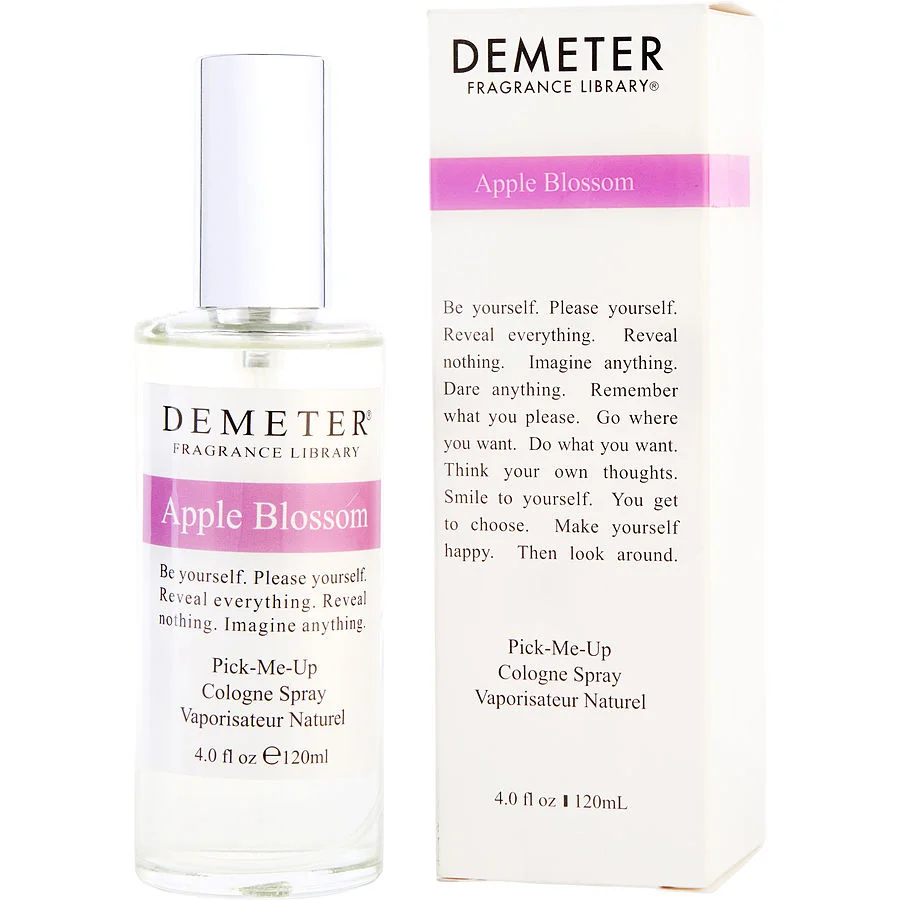 DEMETER®
FRAGRANCE LIBRARY
Apple Blossom
Be yourself. Please yourself.
Reveal everything. Reveal
nothing. Imagine anything.
Pick-Me-Up
Cologne Spray
Vaporisateur Naturel
4.0 fl oz ℮120ml
DEMETER
FRAGRANCE LIBRARY®
Apple Blossom
Be yourself. Please yourself.
Reveal everything. Reveal
nothing. Imagine anything.
Dare anything. Remember
what you please. Go where
you want. Do what you want.
Think your own thoughts.
Smile to yourself. You get
to choose. Make yourself
happy. Then look around.
Pick-Me-Up
Cologne Spray
Vaporisateur Naturel
4.0 fl oz ❙ 120mL